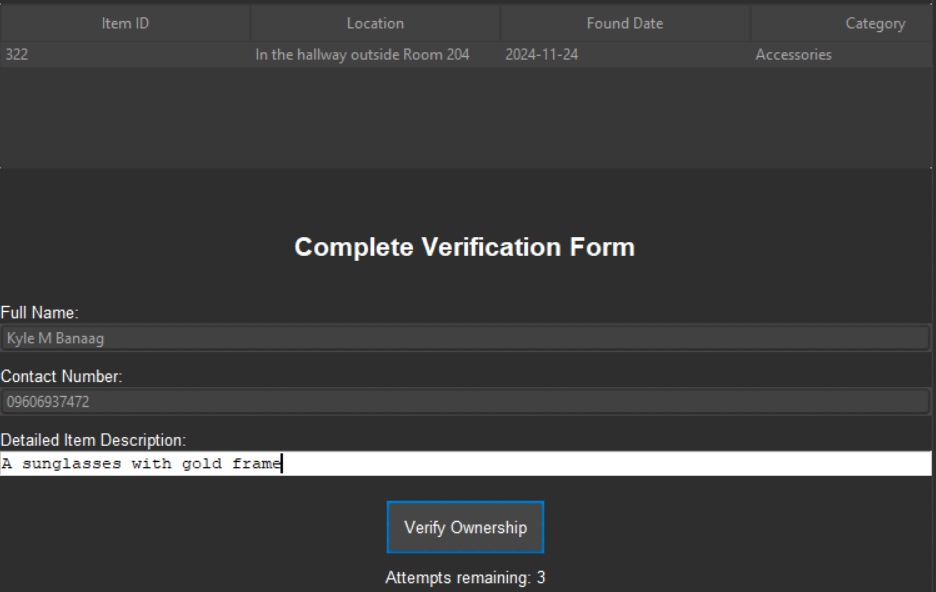 Item ID Location Found Date Category
322 In the hallway outside Room 204 2024-11-24 Accessories
Complete Verification Form
Full Name:
Kyle M Banaag
Contact Number:
09606937472
Detailed Item Description:
A sunglasses with gold frame
Verify Ownership
Attempts remaining: 3